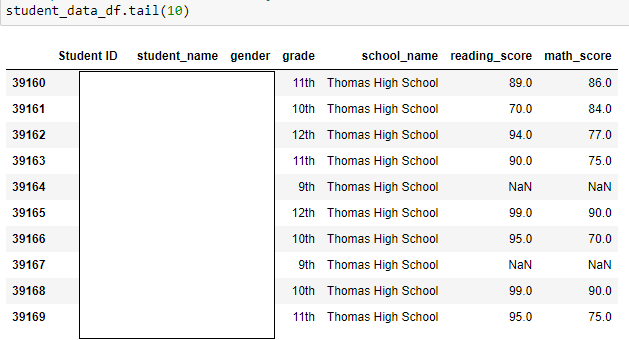 student_data_df.tail(10)
Student ID student_name gender grade school_name reading_score math_score
39160 11th Thomas High School 89.0 86.0
39161 10th Thomas High School 70.0 84.0
39162 12th Thomas High School 94.0 77.0
39163 11th Thomas High School 90.0 75.0
39164 9th Thomas High School NaN NaN
39165 12th Thomas High School 99.0 90.0
39166 10th Thomas High School 95.0 70.0
39167 9th Thomas High School NaN NaN
39168 10th Thomas High School 99.0 90.0
39169 11th Thomas High School 95.0 75.0